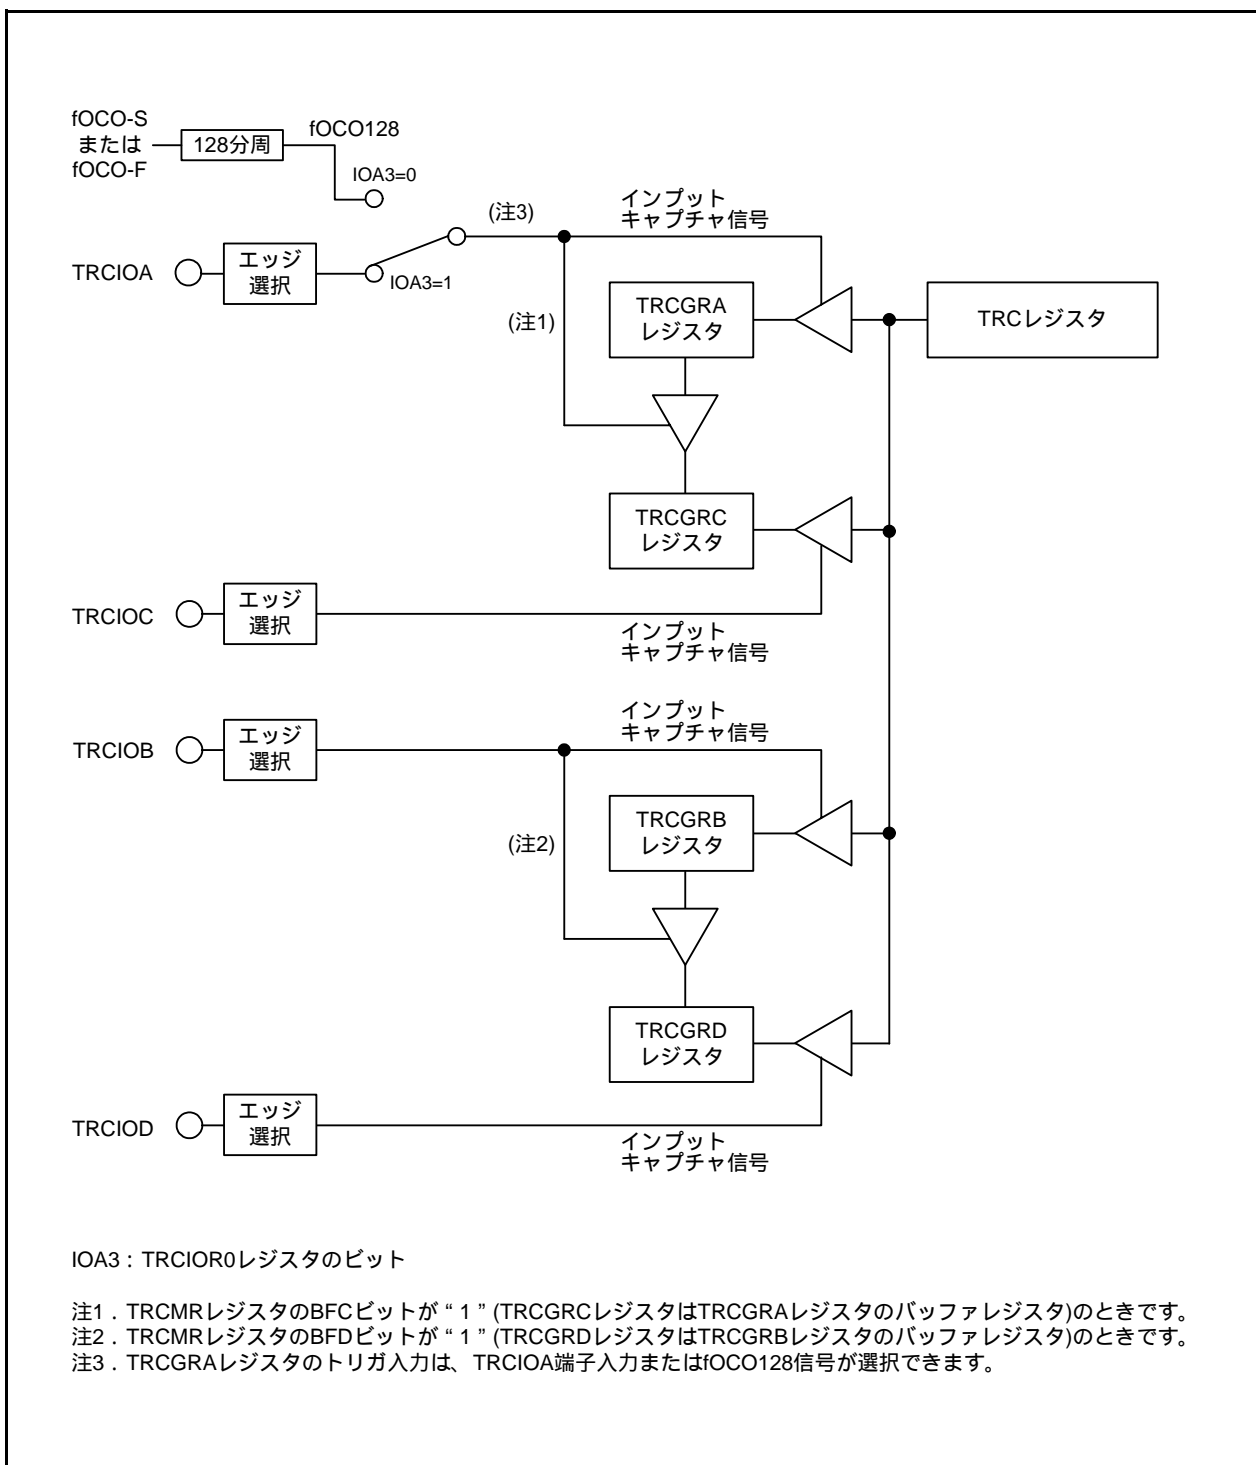 fOCO-S
または
fOCO-F
128分周
fOCO128
IOA3=0
(注3)
インプット
キャプチャ信号
TRCIOA
エッジ
選択
IOA3=1
(注1)
TRCGRA
レジスタ
TRCレジスタ
TRCGRC
レジスタ
TRCIOC
エッジ
選択
インプット
キャプチャ信号
インプット
キャプチャ信号
TRCIOB
エッジ
選択
(注2)
TRCGRB
レジスタ
TRCGRD
レジスタ
TRCIOD
エッジ
選択
インプット
キャプチャ信号
IOA3：TRCIOR0レジスタのビット
注1．TRCMRレジスタのBFCビットが“1”(TRCGRCレジスタはTRCGRAレジスタのバッファレジスタ)のときです。
注2．TRCMRレジスタのBFDビットが“1”(TRCGRDレジスタはTRCGRBレジスタのバッファレジスタ)のときです。
注3．TRCGRAレジスタのトリガ入力は、TRCIOA端子入力またはfOCO128信号が選択できます。